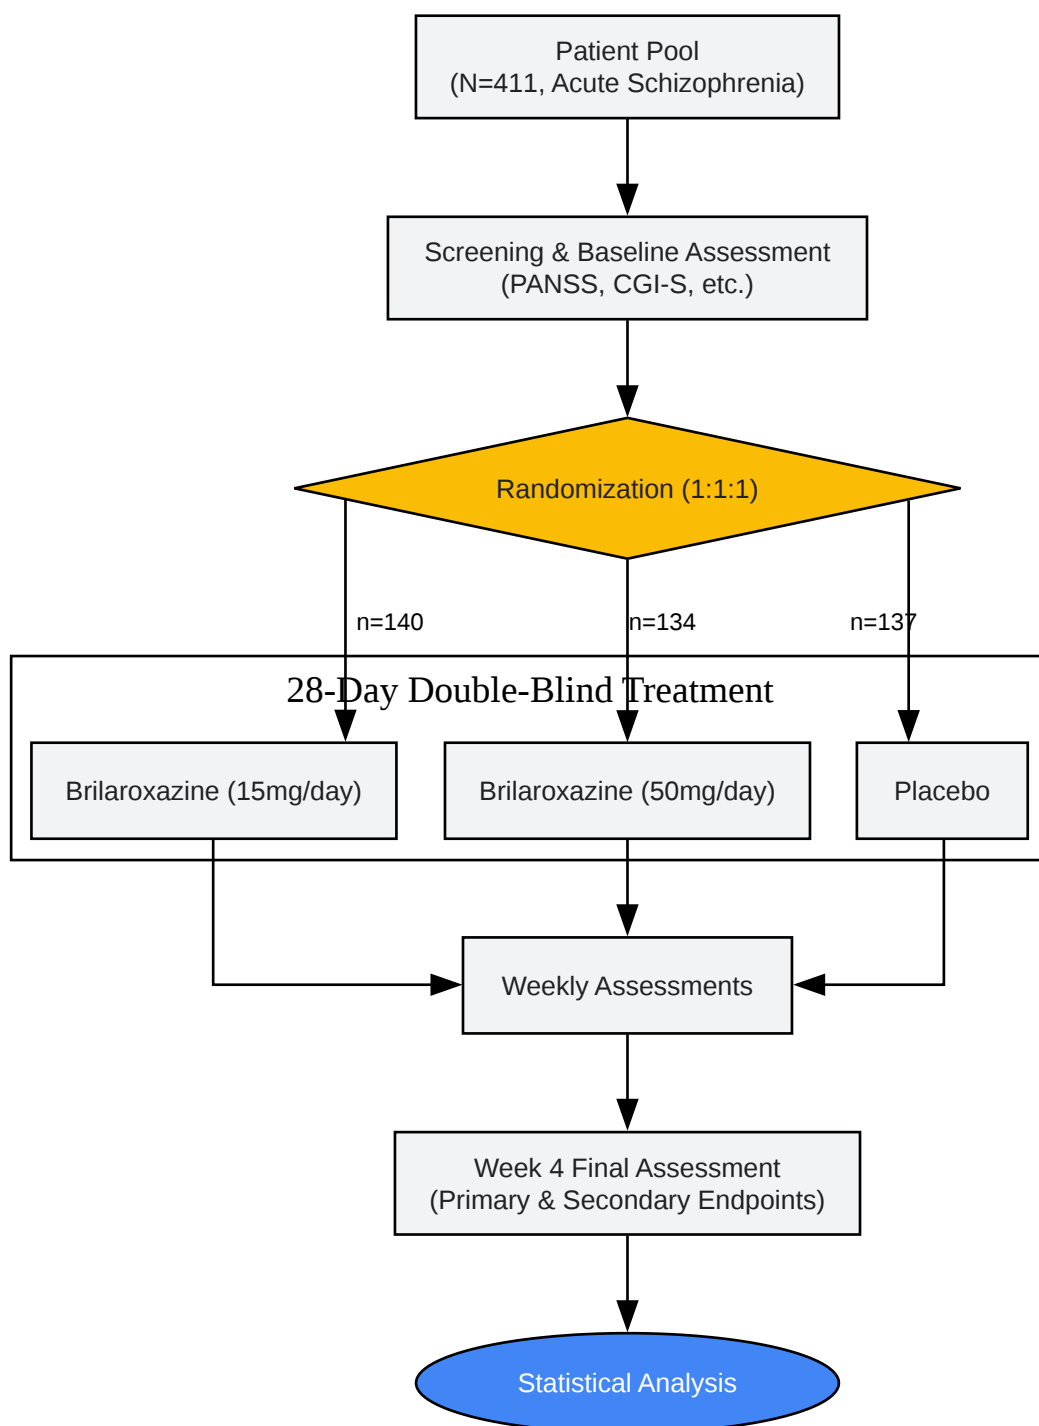 Patient Pool
(N=411, Acute Schizophrenia)
Screening & Baseline Assessment
(PANSS, CGI-S, etc.)
Randomization (1:1:1)
n=140
n=134
n=137
28-Day Double-Blind Treatment
Brilaroxazine (15mg/day)
Brilaroxazine (50mg/day)
Placebo
Weekly Assessments
Week 4 Final Assessment
(Primary & Secondary Endpoints)
Statistical Analysis